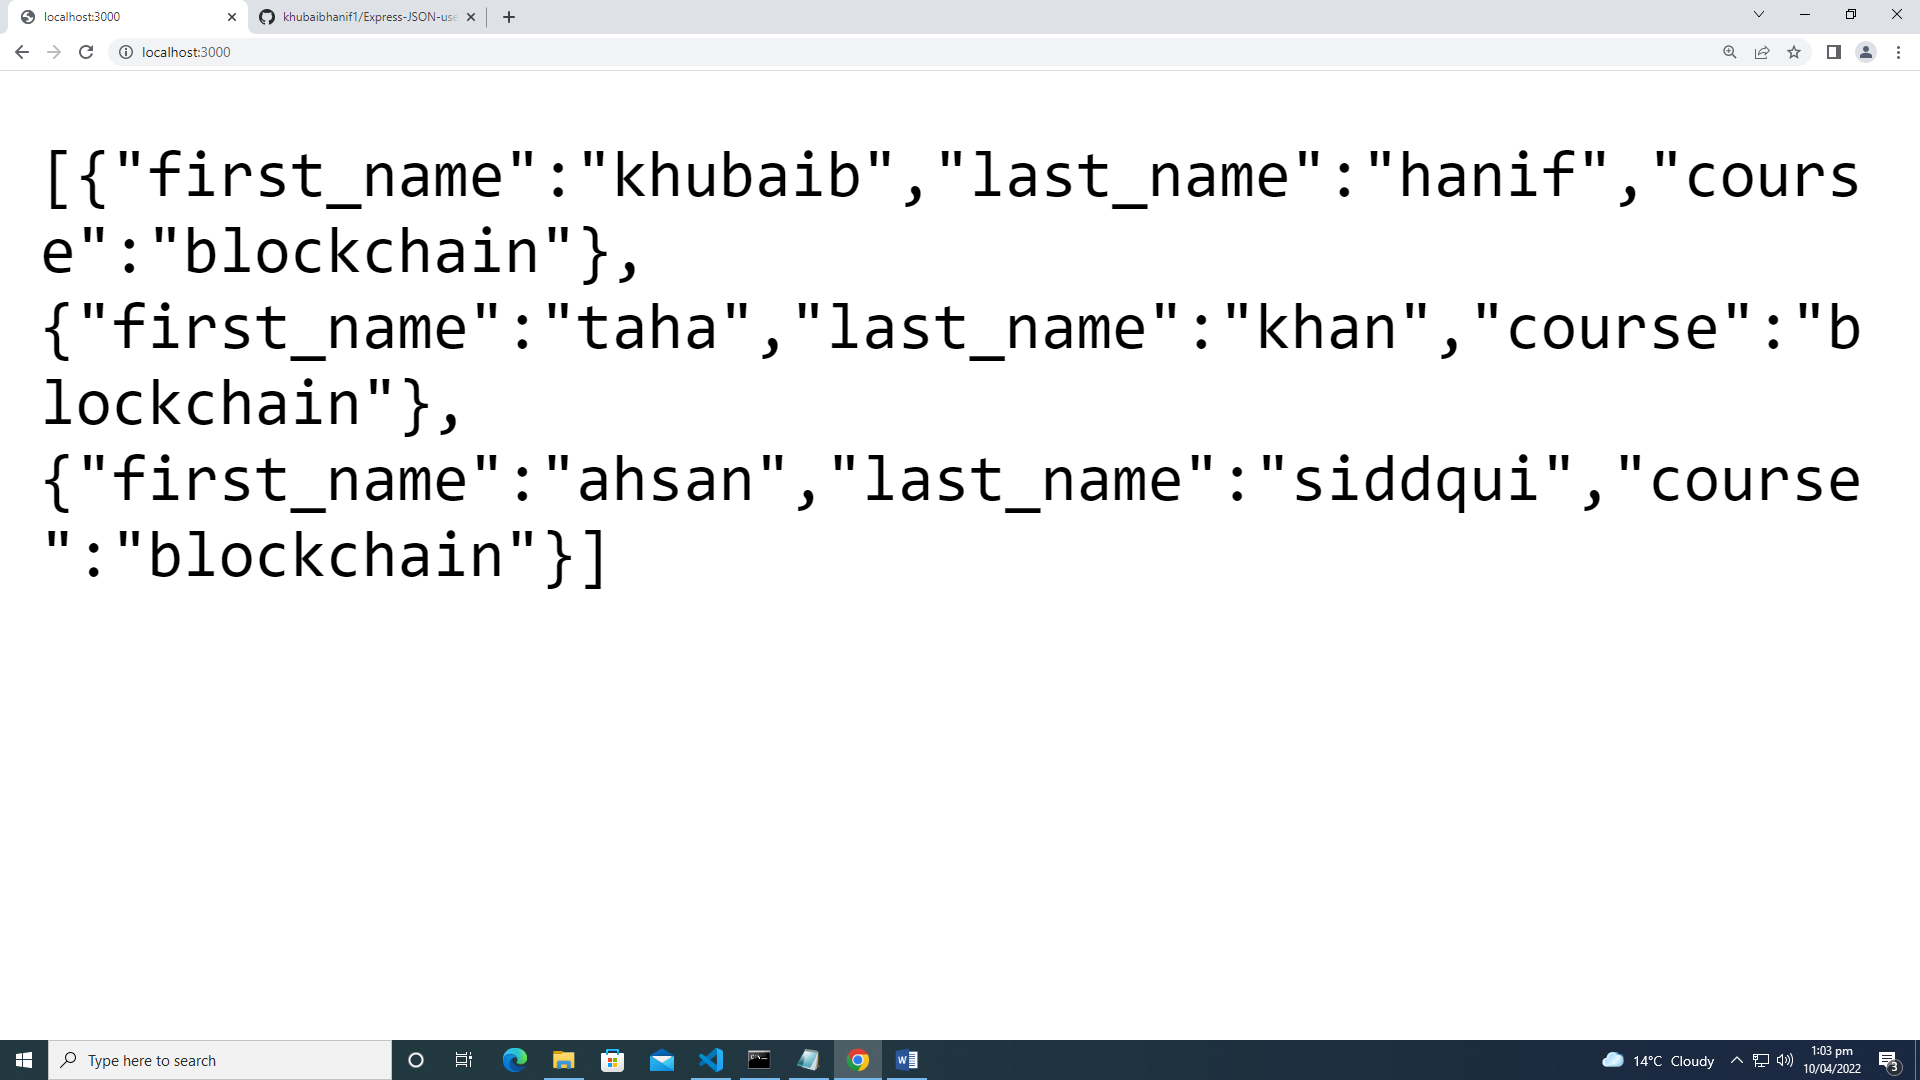 localhost:3000
khubaibhanif1/Express-JSON-use
localhost:3000
[{"first_name":"khubaib","last_name":"hanif","cours
e":"blockchain"},
{"first_name":"taha","last_name":"khan","course":"b
lockchain"},
{"first_name":"ahsan","last_name":"siddqui","course
":"blockchain"}]
Type here to search
14°C Cloudy
1:03 pm
10/04/2022
3